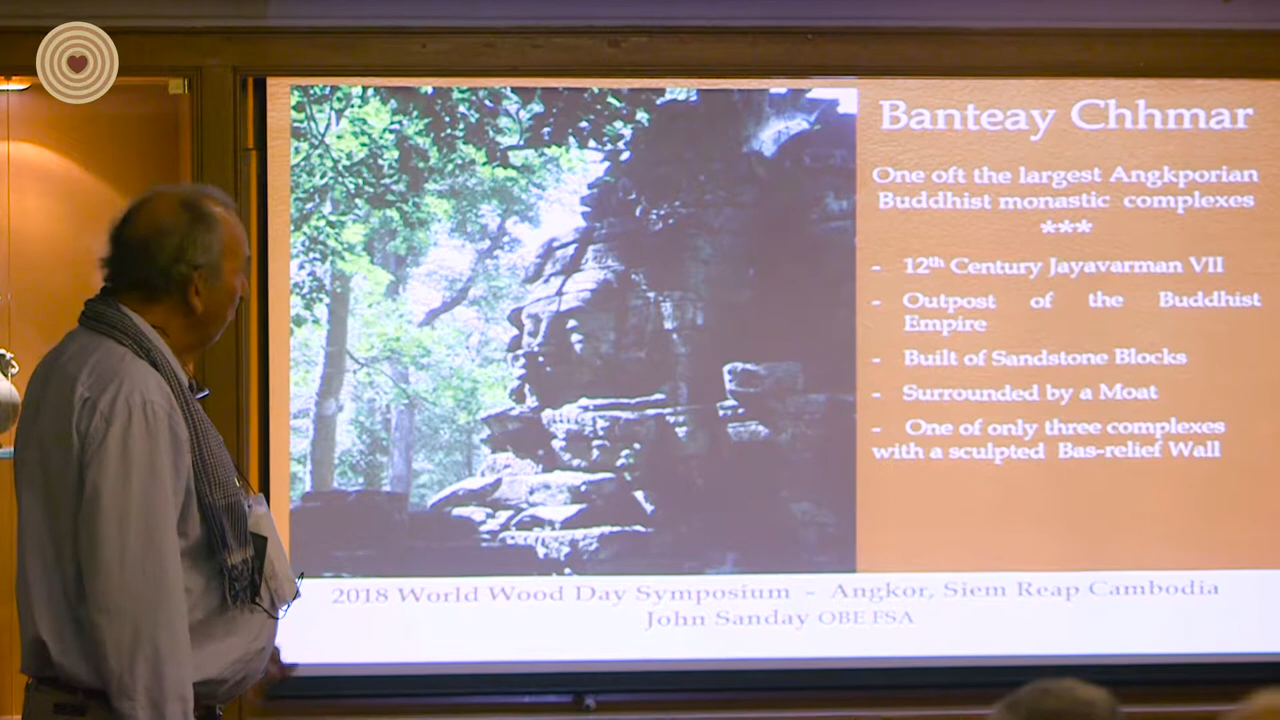 Banteay Chhmar
One oft the largest Angkporian
Buddhist monastic complexes
***
- 12th Century Jayavarman VII
- Outpost of the Buddhist
Empire
- Built of Sandstone Blocks
- Surrounded by a Moat
- One of only three complexes
with a sculpted Bas-relief Wall
2018 World Wood Day Symposium - Angkor, Siem Reap Cambodia
John Sanday OBE FSA